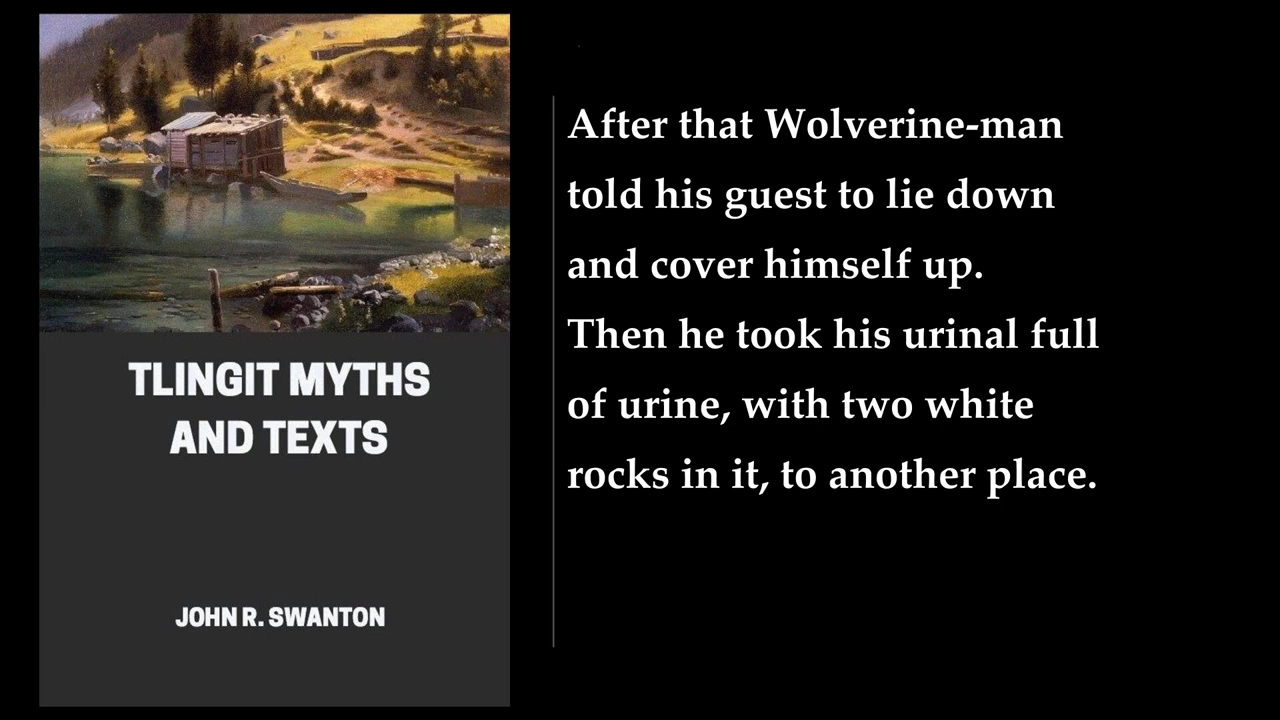 TLINGIT MYTHS
AND TEXTS
JOHN R. SWANTON
After that Wolverine-man
told his guest to lie down
and cover himself up.
Then he took his urinal full
of urine, with two white
rocks in it, to another place.